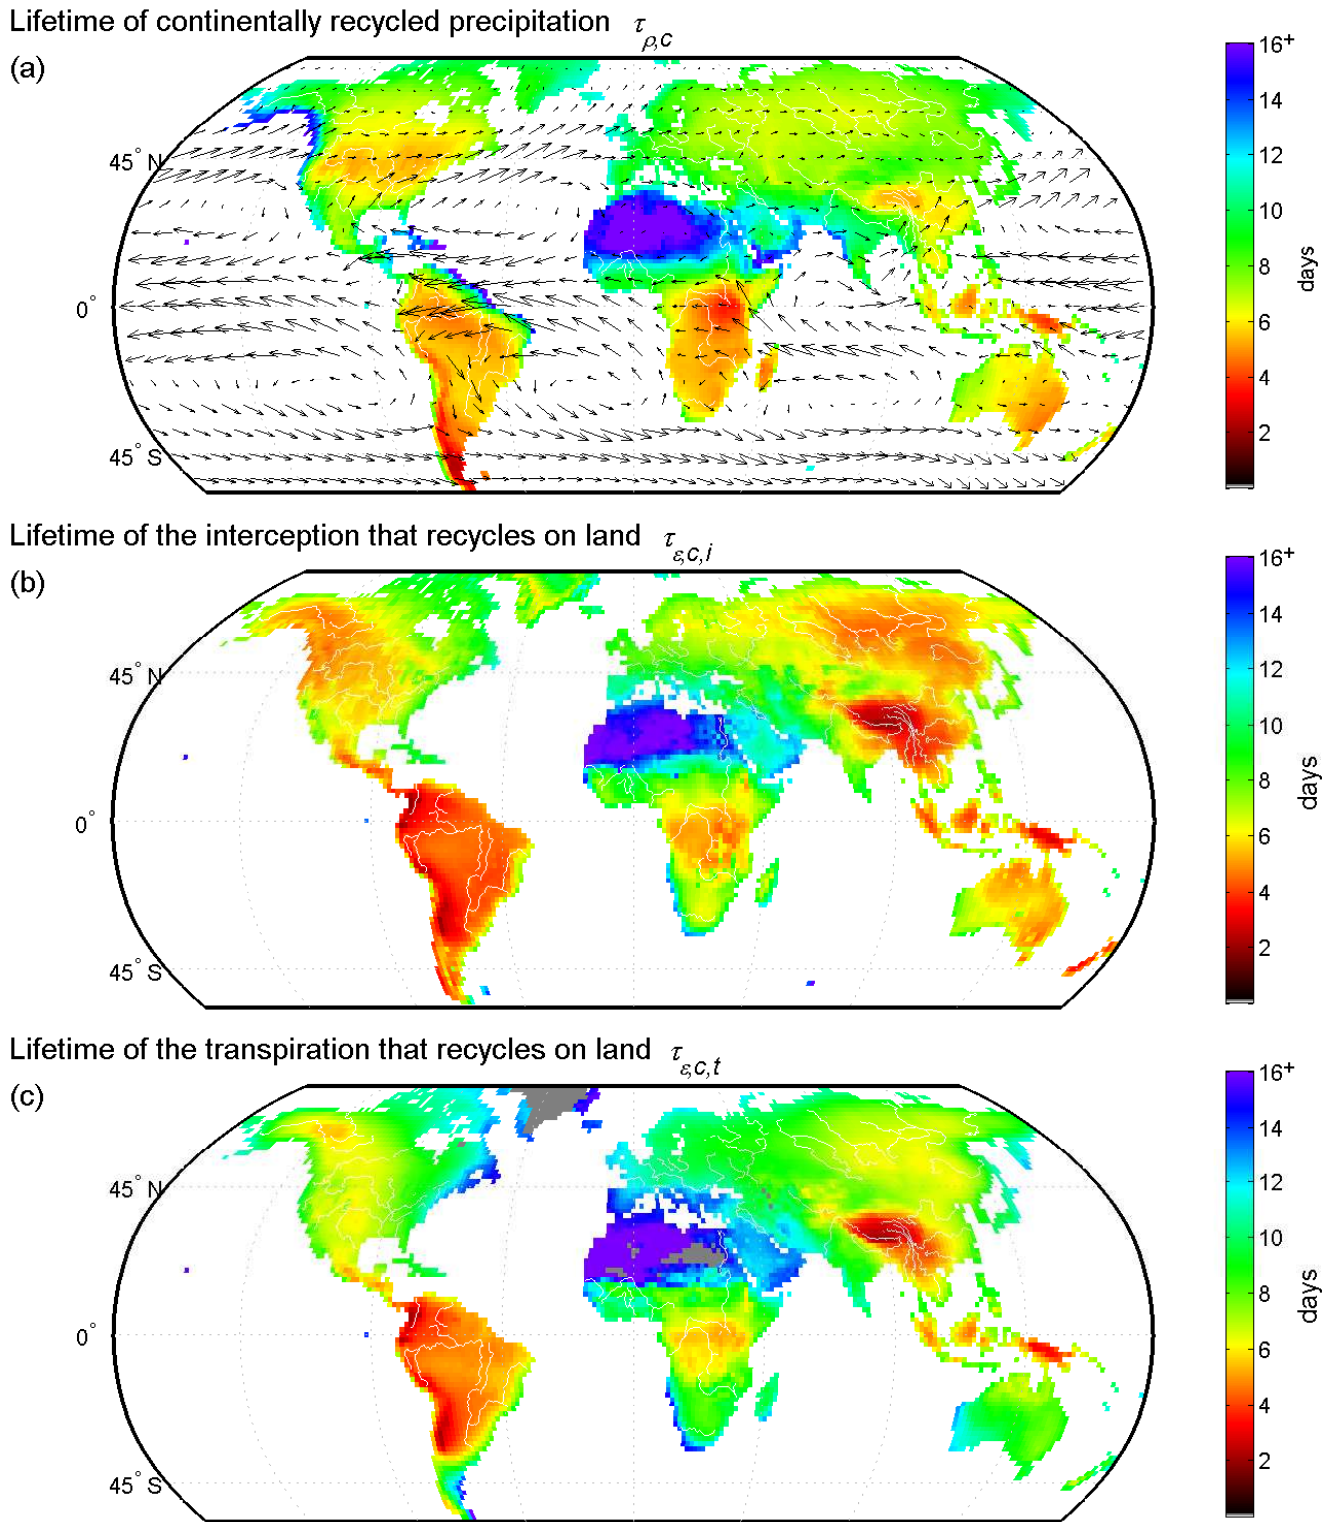 Lifetime of continentally recycled precipitation τρ,c
(a)
45° N
0°
45° S
16+
14
12
10
8
6
4
2
days
Lifetime of the interception that recycles on land τε,c,i
(b)
45° N
0°
45° S
16+
14
12
10
8
6
4
2
days
Lifetime of the transpiration that recycles on land τε,c,t
(c)
45° N
0°
45° S
16+
14
12
10
8
6
4
2
days